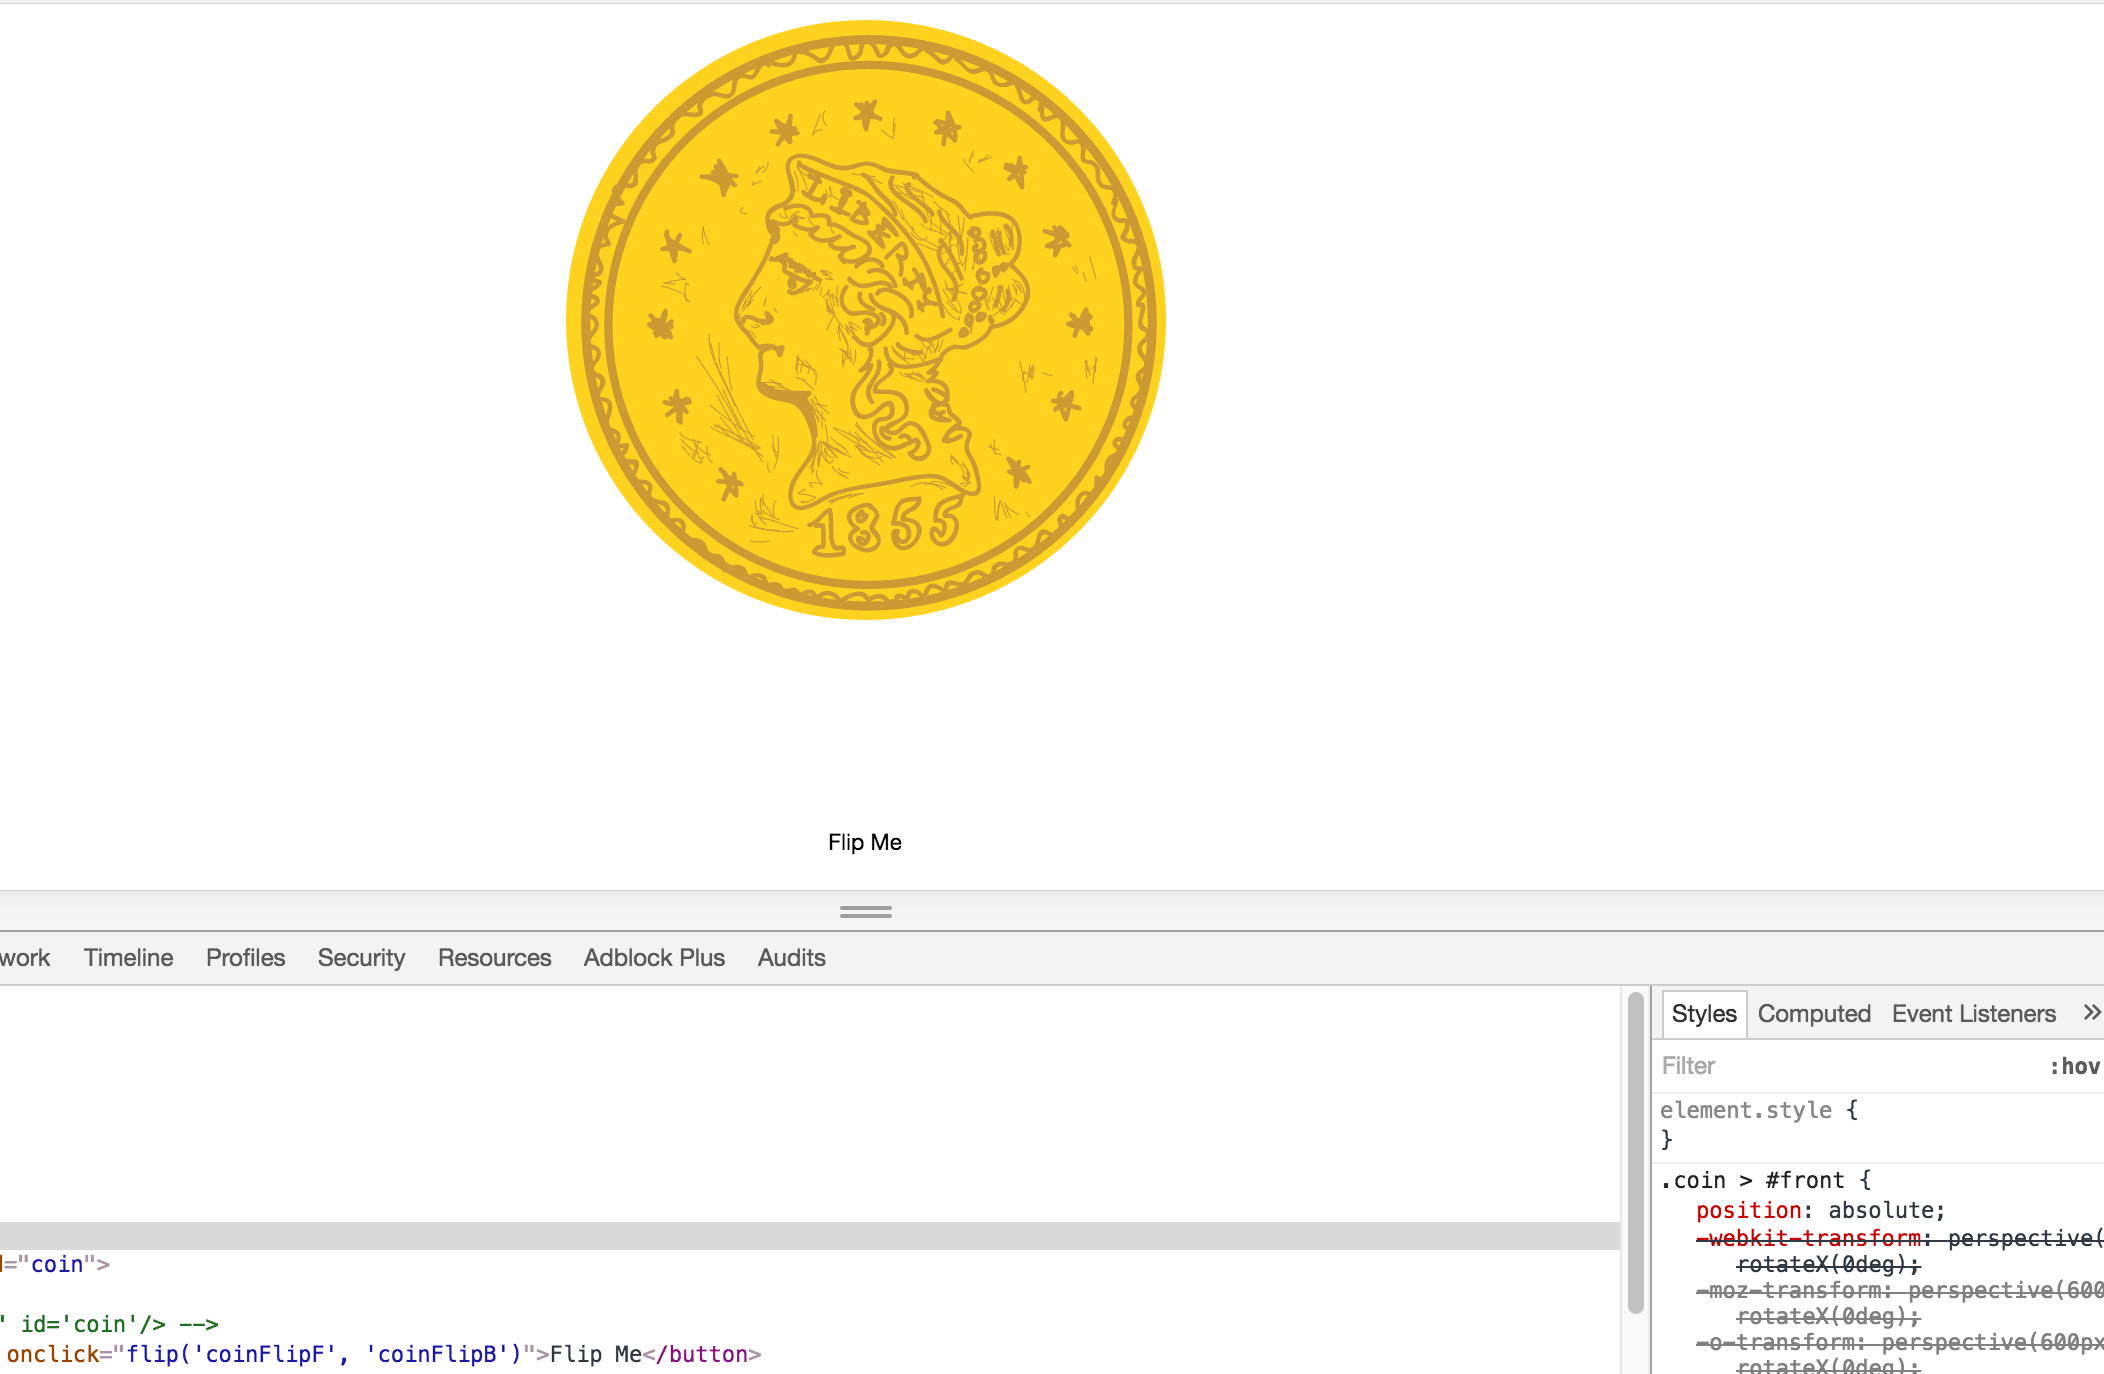 LIBERTY
1855
Flip Me
work Timeline Profiles Security Resources Adblock Plus Audits
Styles Computed Event Listeners »
Filter :hov
element.style {
}
.coin > #front {
position: absolute;
-webkit-transform: perspective(
rotateX(0deg);
-moz-transform: perspective(600
rotateX(0deg);
-o-transform: perspective(600px
rotateX(0deg);
="coin">
' id='coin'/> -->
onclick="flip('coinFlipF', 'coinFlipB')">Flip Me</button>